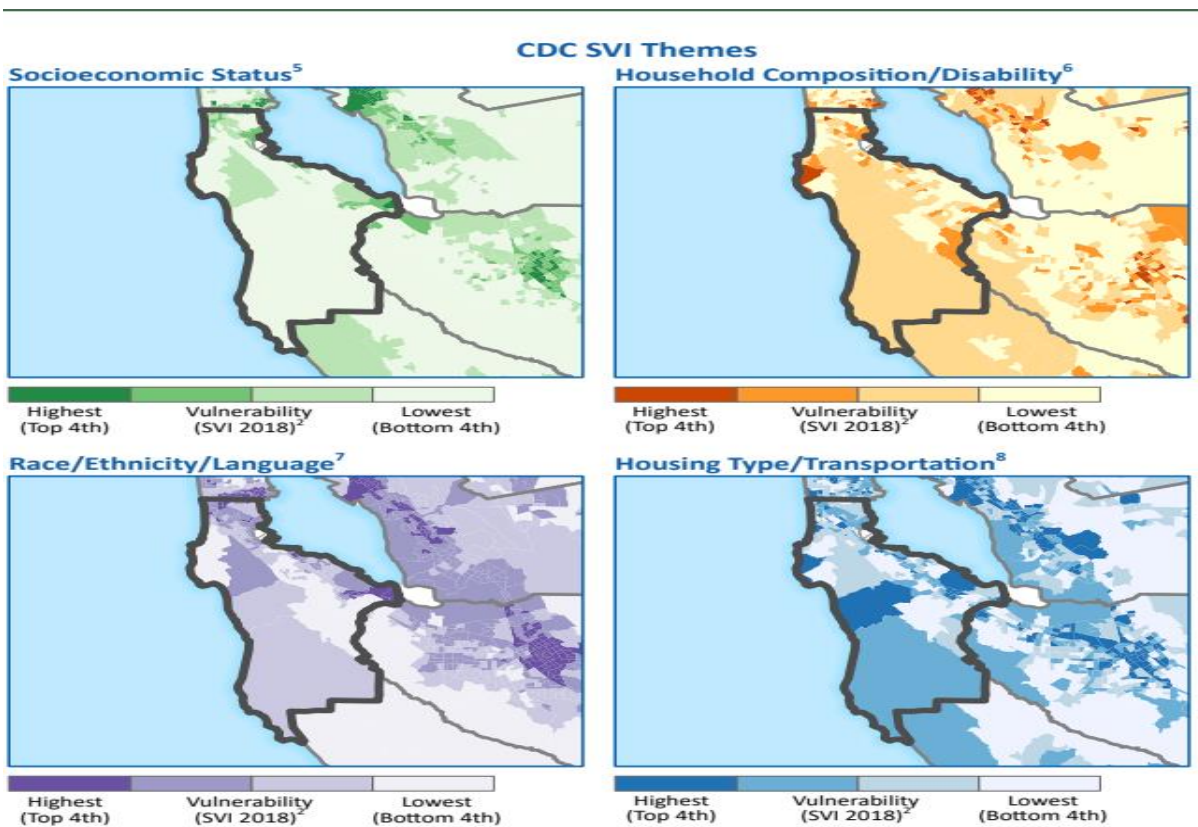 CDC SVI Themes
Socioeconomic Status⁵
Household Composition/Disability⁶
Highest Vulnerability Lowest
(Top 4th) (SVI 2018)² (Bottom 4th)
Highest Vulnerability Lowest
(Top 4th) (SVI 2018)² (Bottom 4th)
Race/Ethnicity/Language⁷
Housing Type/Transportation⁸
Highest Vulnerability Lowest
(Top 4th) (SVI 2018)² (Bottom 4th)
Highest Vulnerability Lowest
(Top 4th) (SVI 2018)² (Bottom 4th)